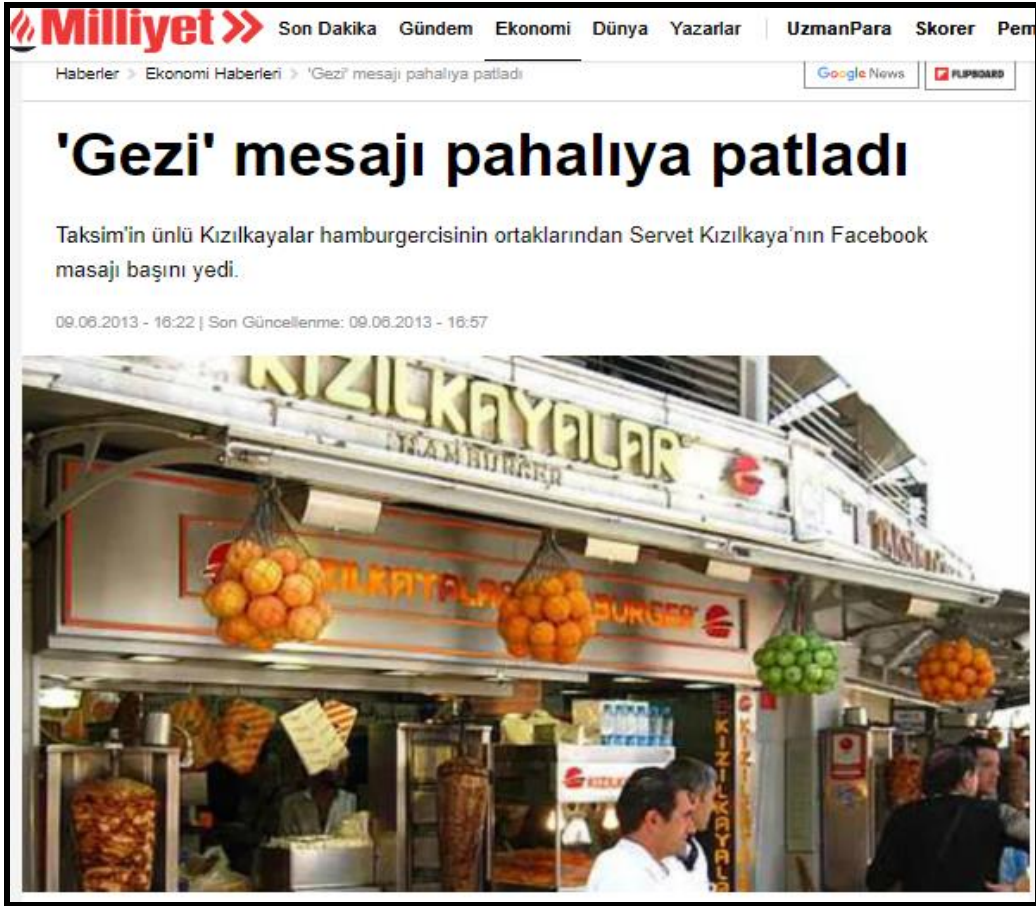 Milliyet Son Dakika Gündem Ekonomi Dünya Yazarlar UzmanPara Skorer Pem
Haberler > Ekonomi Haberleri > 'Gezi' mesajı pahalıya patladı Google News FLIPBOARD
'Gezi' mesajı pahalıya patladı
Taksim'in ünlü Kızılkayalar hamburgercisinin ortaklarından Servet Kızılkaya'nın Facebook
masajı başını yedi.
09.06.2013 - 16:22 | Son Güncellenme: 09.06.2013 - 16:57
KIZILKAYALAR
HAMBURGER
KIZILKAYALAR